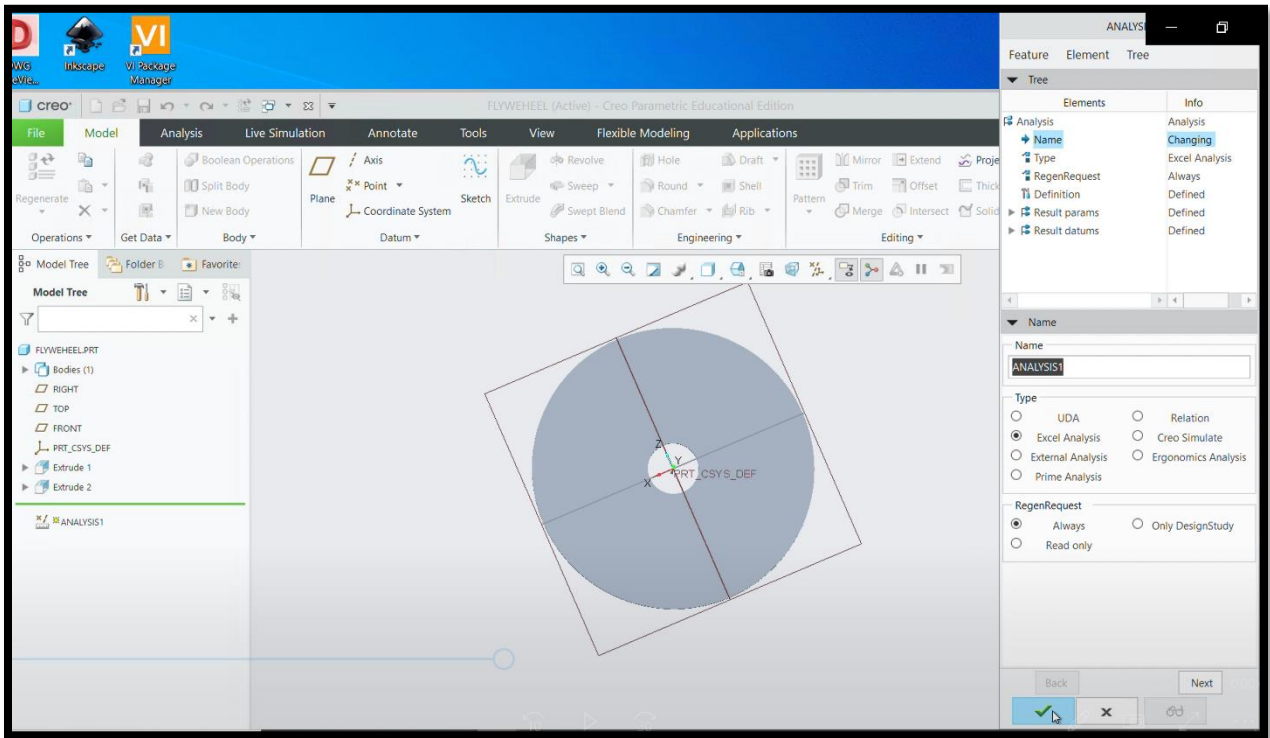 WG
eVie...
Inkscape
VI
VI Package
Manager
ANALYSI
Feature Element Tree
Tree
Elements Info
Analysis Analysis
Name Changing
Type Excel Analysis
RegenRequest Always
Definition Defined
Result params Defined
Result datums Defined
creo
FLYWEHEEL (Active) - Creo Parametric Educational Edition
File Model Analysis Live Simulation Annotate Tools View Flexible Modeling Applications
Regenerate
Operations
Get Data
Boolean Operations
Split Body
New Body
Body
Plane
Axis
Point
Coordinate System
Datum
Sketch
Extrude
Revolve
Sweep
Swept Blend
Shapes
Hole Draft
Round Shell
Chamfer Rib
Engineering
Pattern
Mirror Extend Proje
Trim Offset Thick
Merge Intersect Solid
Editing
Model Tree Folder B Favorite
Model Tree
FLYWEHEEL.PRT
Bodies (1)
RIGHT
TOP
FRONT
PRT_CSYS_DEF
Extrude 1
Extrude 2
ANALYSIS1
Z
Y
X
PRT_CSYS_DEF
Name
Name
ANALYSIS1
Type
UDA Relation
Excel Analysis Creo Simulate
External Analysis Ergonomics Analysis
Prime Analysis
RegenRequest
Always Only DesignStudy
Read only
Back Next